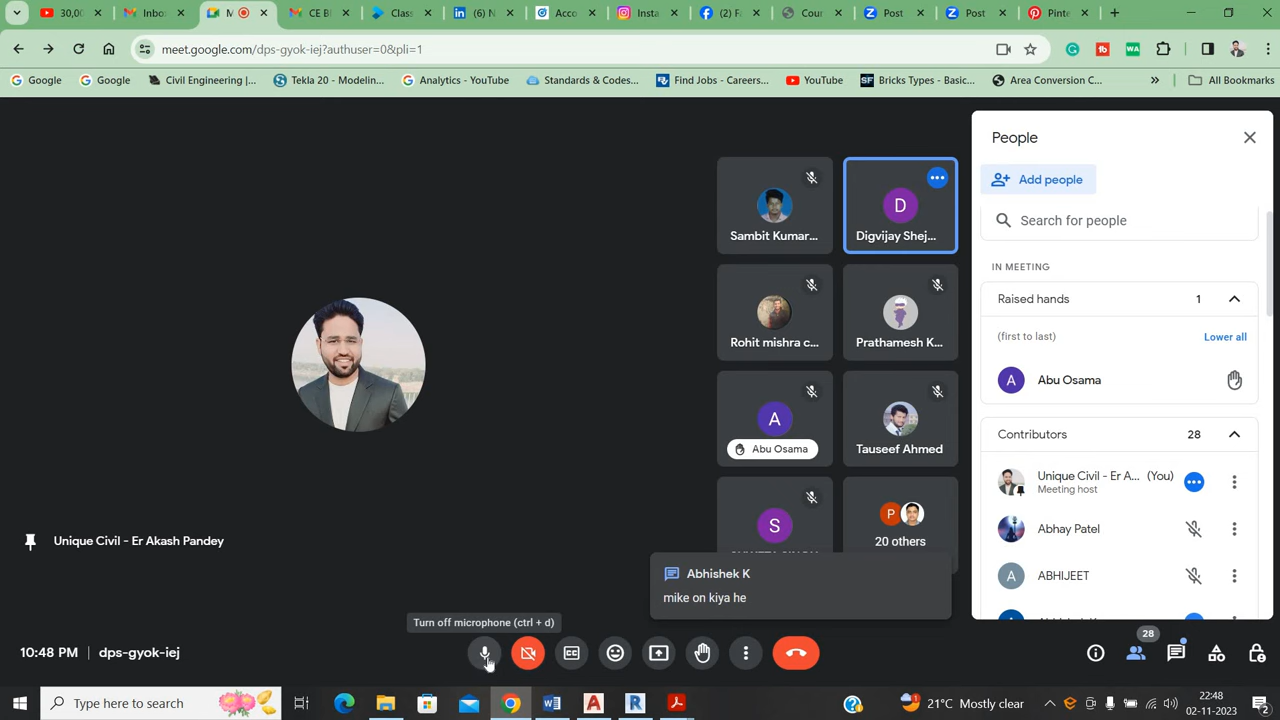 30,00
Inbox
M
CE BI
Class
(6) N
Acco
Insta
(2) Fa
Cour
Post
Post
Pinte
meet.google.com/dps-gyok-iej?authuser=0&pli=1
Google
Google
Civil Engineering |...
Tekla 20 - Modelin...
Analytics - YouTube
Standards & Codes...
Find Jobs - Careers...
YouTube
Bricks Types - Basic...
Area Conversion C...
»
All Bookmarks
People
Add people
Search for people
IN MEETING
Raised hands 1
(first to last) Lower all
A Abu Osama
Contributors 28
Unique Civil - Er A... (You)
Meeting host
Abhay Patel
A ABHIJEET
Sambit Kumar...
D
Digvijay Shej...
Rohit mishra c...
Prathamesh K...
A
Abu Osama
Tauseef Ahmed
S
P
20 others
Unique Civil - Er Akash Pandey
Abhishek K
mike on kiya he
Turn off microphone (ctrl + d)
10:48 PM | dps-gyok-iej
28
Type here to search
21°C Mostly clear
22:48
02-11-2023
2